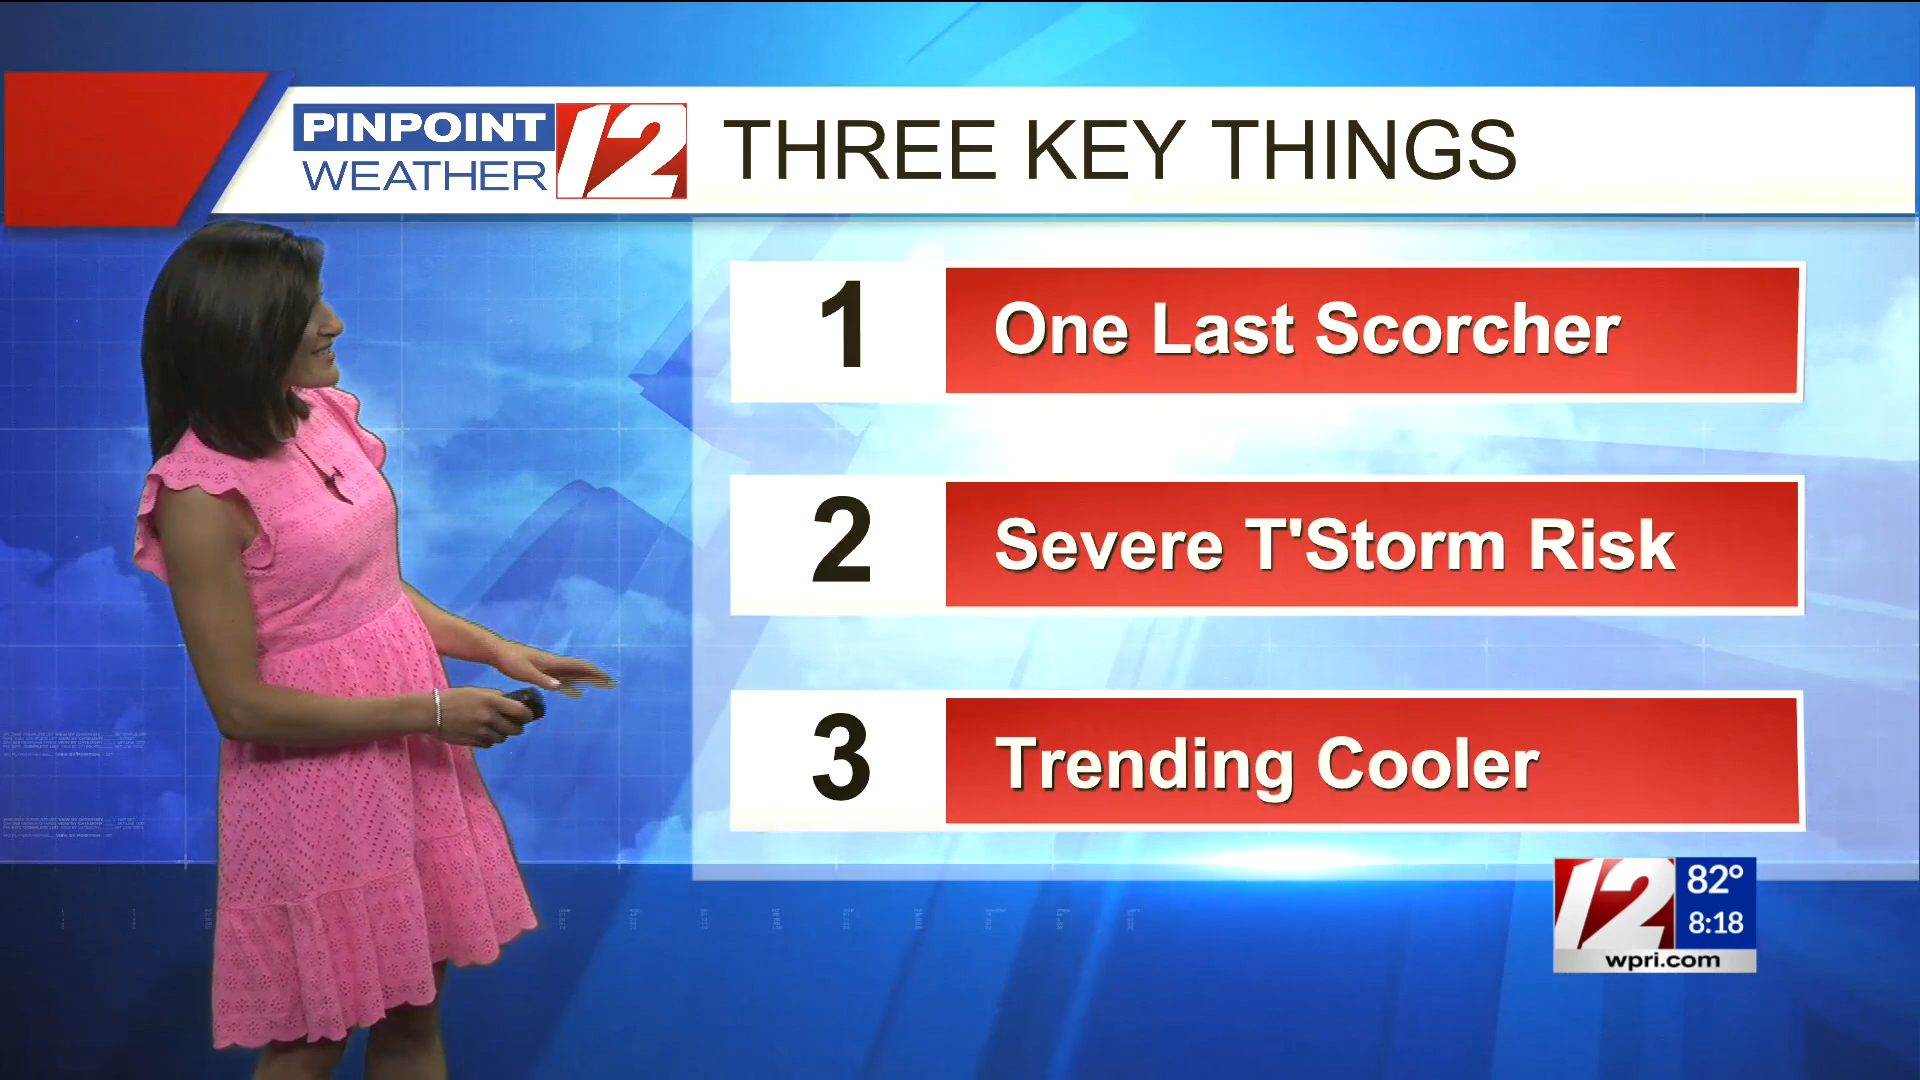 PINPOINT
WEATHER
12
THREE KEY THINGS
1
One Last Scorcher
2
Severe T'Storm Risk
3
Trending Cooler
12
82°
8:18
wpri.com